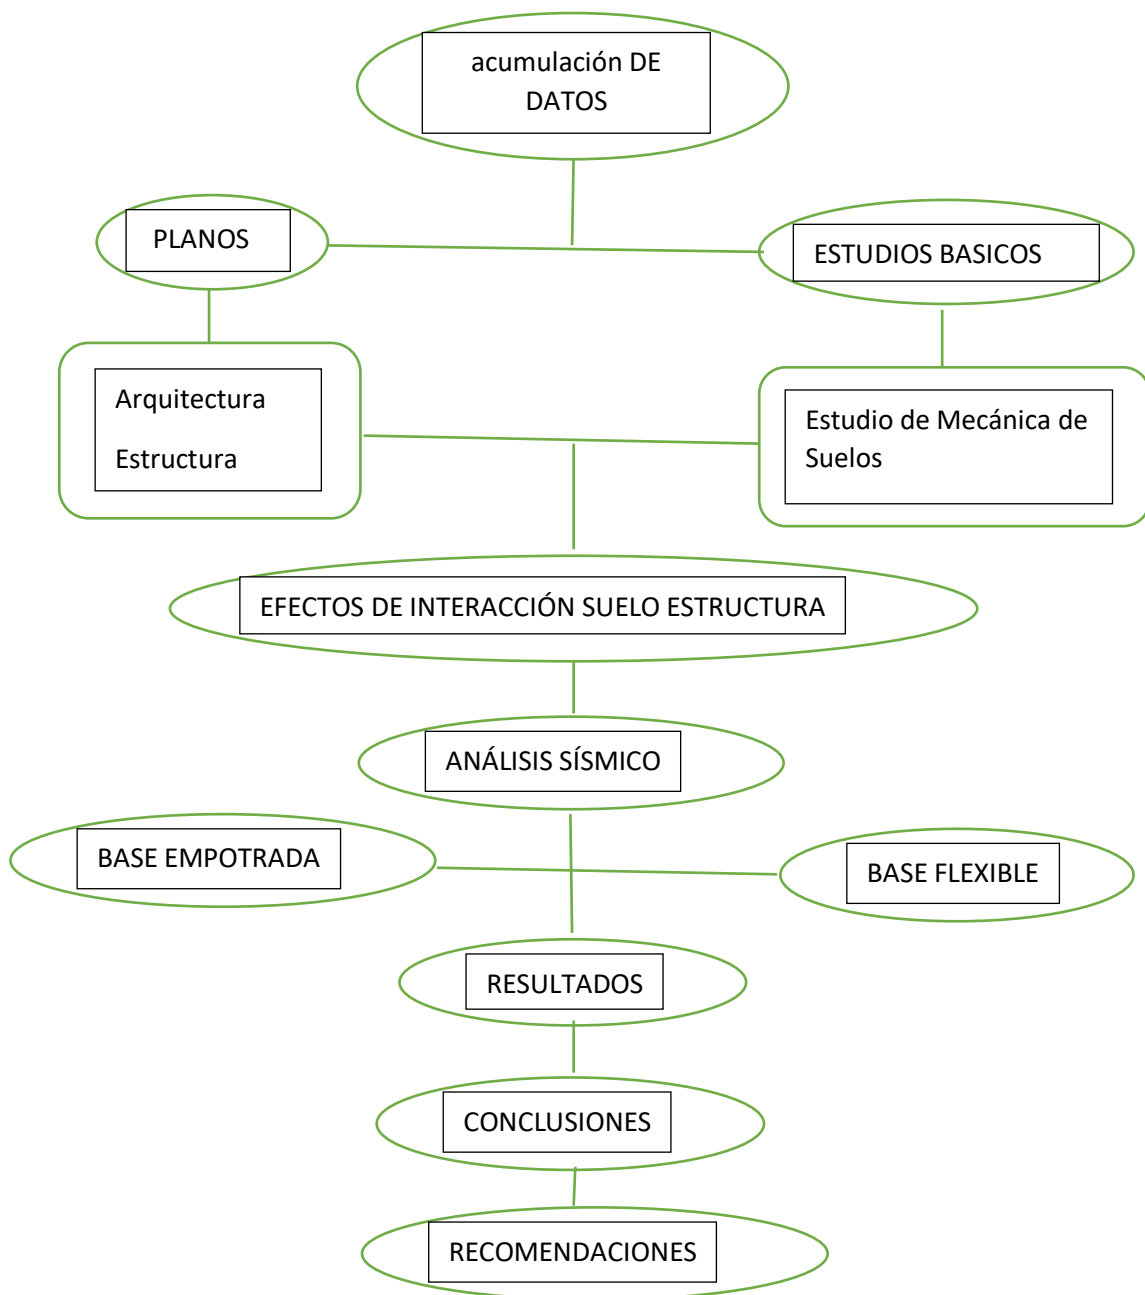 acumulación DE
DATOS
PLANOS
ESTUDIOS BASICOS
Arquitectura
Estructura
Estudio de Mecánica de
Suelos
EFECTOS DE INTERACCIÓN SUELO ESTRUCTURA
ANÁLISIS SÍSMICO
BASE EMPOTRADA
BASE FLEXIBLE
RESULTADOS
CONCLUSIONES
RECOMENDACIONES